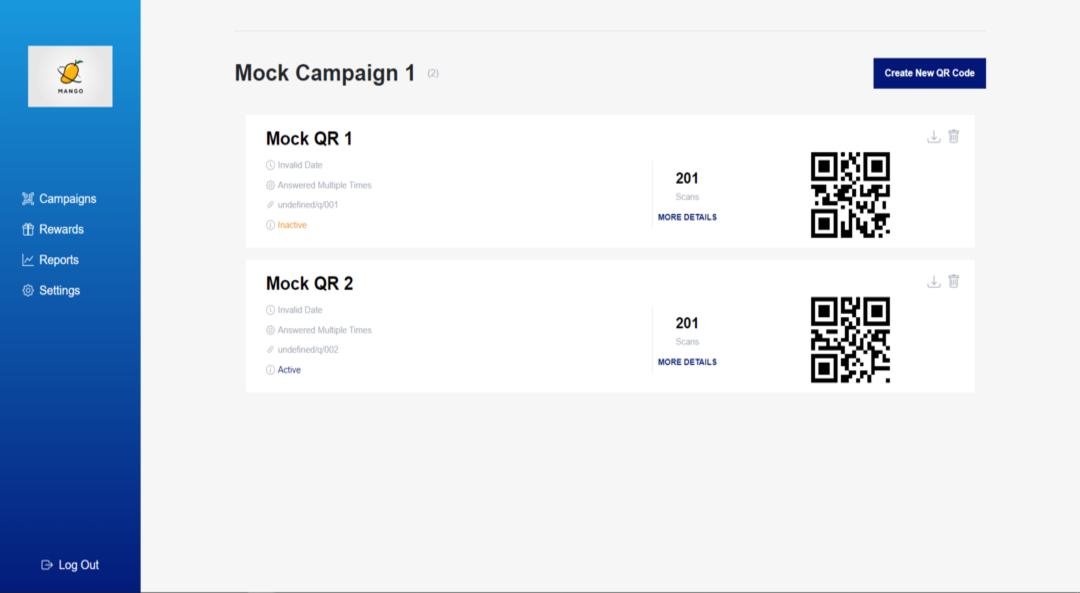 MANGO
Campaigns
Rewards
Reports
Settings
Log Out
Mock Campaign 1 (2)
Create New QR Code
Mock QR 1
Invalid Date
Answered Multiple Times
undefined/q/001
Inactive
201
Scans
MORE DETAILS
Mock QR 2
Invalid Date
Answered Multiple Times
undefined/q/002
Active
201
Scans
MORE DETAILS